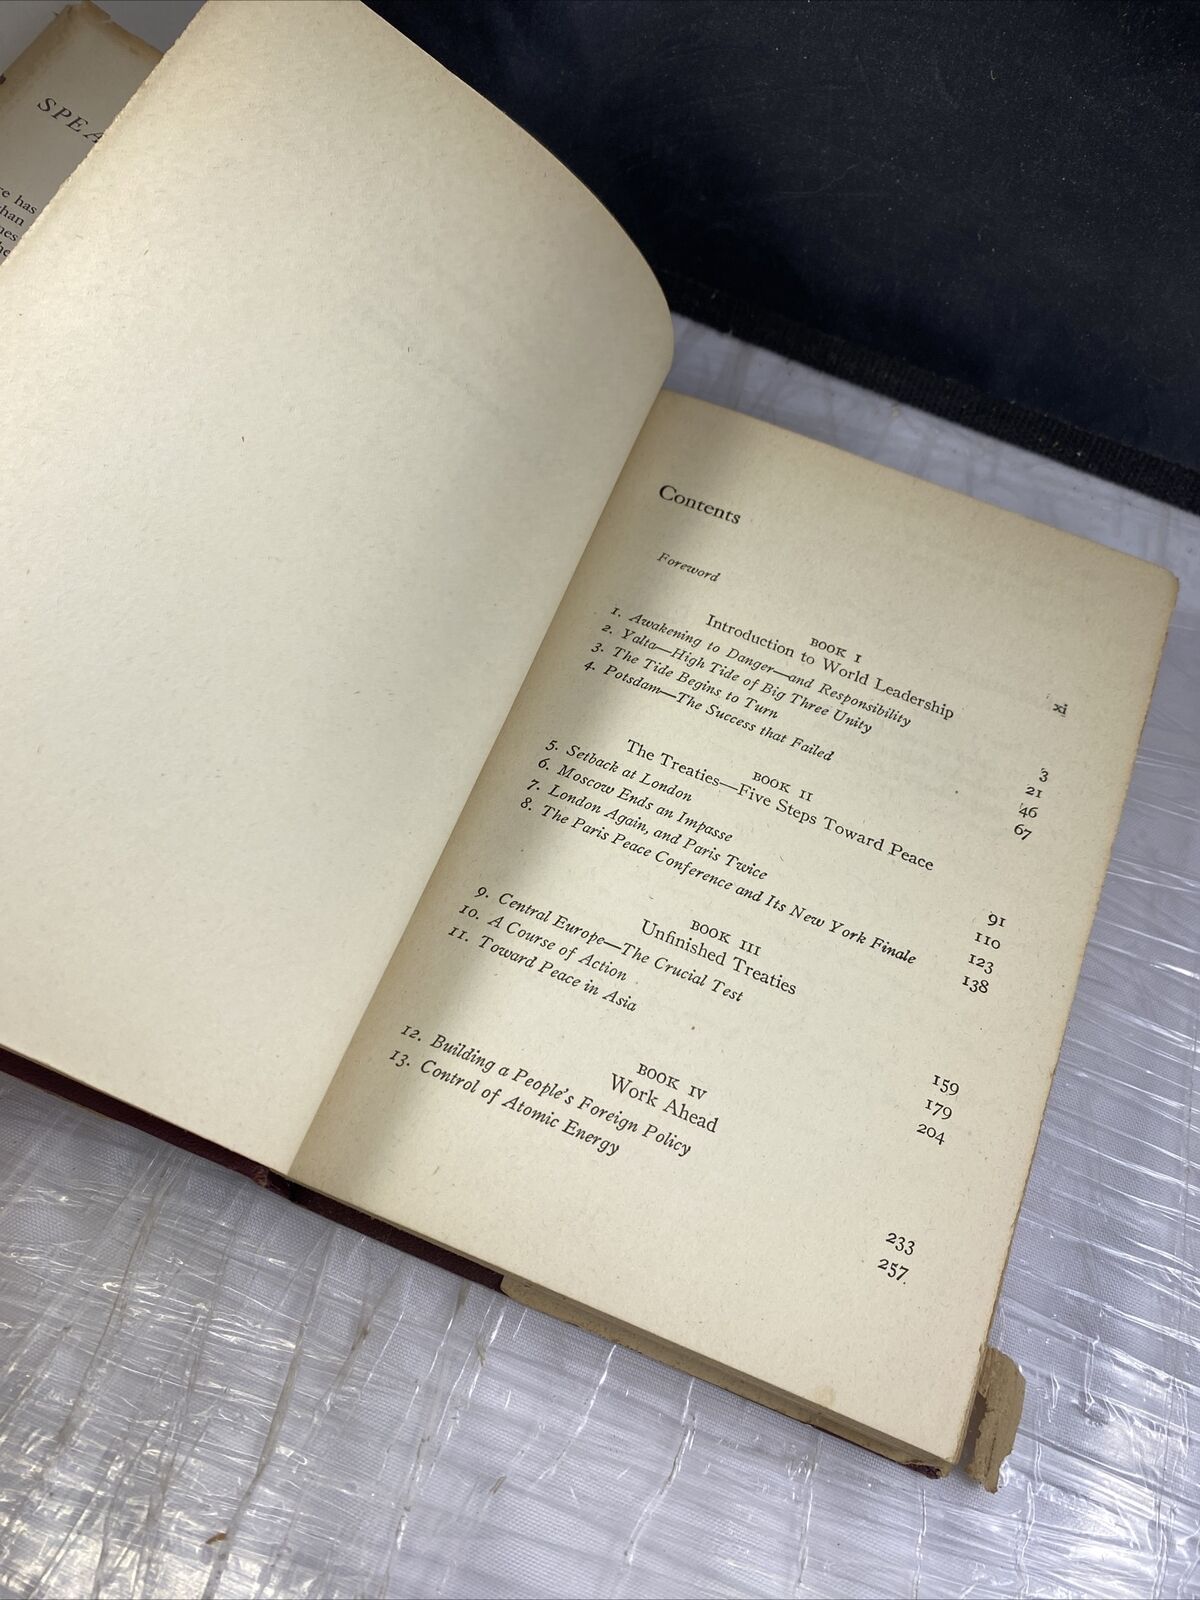 SPEA
re has
than
nes
he
Contents
Foreword xi
BOOK I
Introduction to World Leadership
1. Awakening to Danger—and Responsibility 3
2. Yalta—High Tide of Big Three Unity 21
3. The Tide Begins to Turn 46
4. Potsdam—The Success that Failed 67
BOOK II
The Treaties—Five Steps Toward Peace
5. Setback at London 91
6. Moscow Ends an Impasse 110
7. London Again, and Paris Twice 123
8. The Paris Peace Conference and Its New York Finale 138
BOOK III
Unfinished Treaties
9. Central Europe—The Crucial Test 159
10. A Course of Action 179
11. Toward Peace in Asia 204
BOOK IV
Work Ahead
12. Building a People's Foreign Policy 233
13. Control of Atomic Energy 257